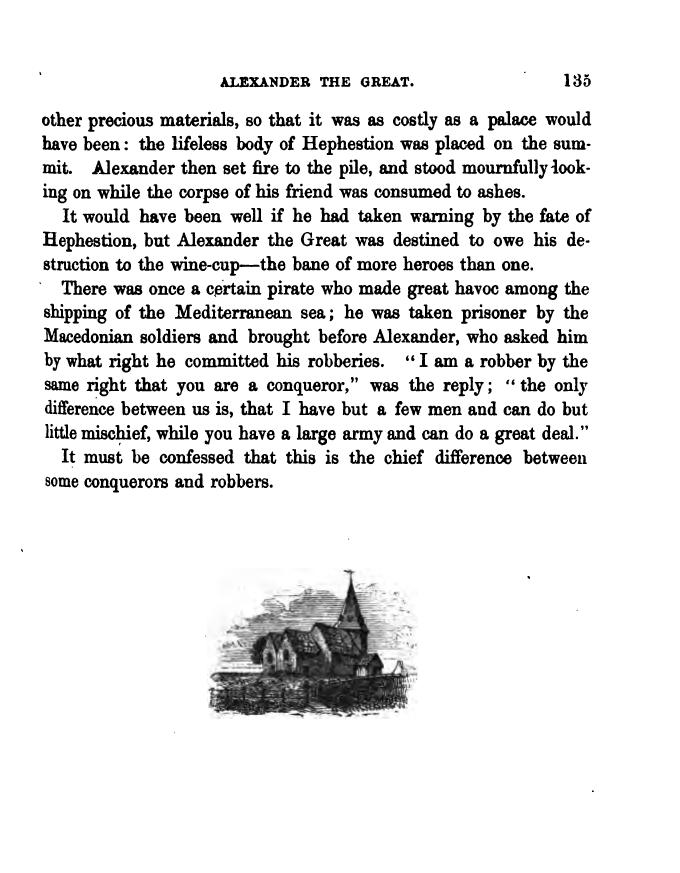 ALEXANDER THE GREAT. 135
other precious materials, so that it was as costly as a palace would
have been: the lifeless body of Hephestion was placed on the sum-
mit. Alexander then set fire to the pile, and stood mournfully look-
ing on while the corpse of his friend was consumed to ashes.
It would have been well if he had taken warning by the fate of
Hephestion, but Alexander the Great was destined to owe his de-
struction to the wine-cup—the bane of more heroes than one.
There was once a certain pirate who made great havoc among the
shipping of the Mediterranean sea; he was taken prisoner by the
Macedonian soldiers and brought before Alexander, who asked him
by what right he committed his robberies. "I am a robber by the
same right that you are a conqueror," was the reply; "the only
difference between us is, that I have but a few men and can do but
little mischief, while you have a large army and can do a great deal."
It must be confessed that this is the chief difference between
some conquerors and robbers.